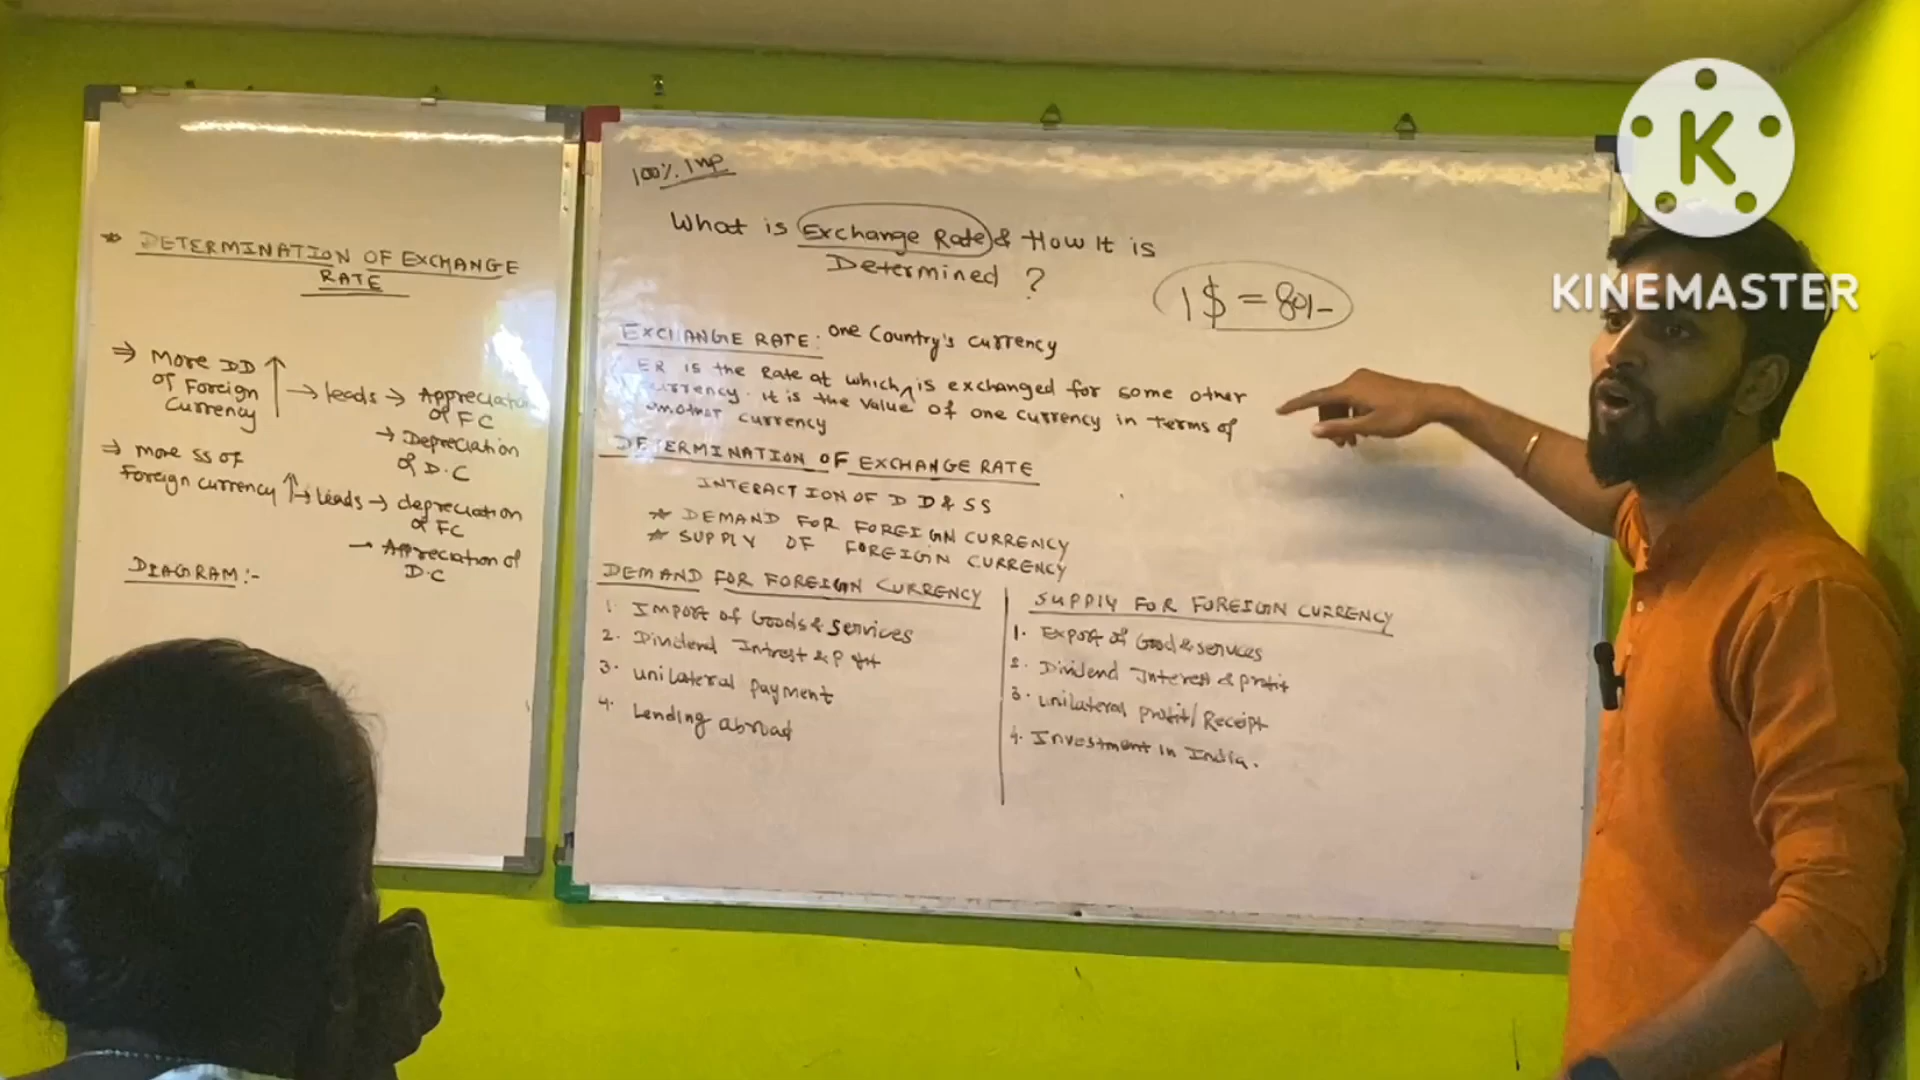 * DETERMINATION OF EXCHANGE
RATE
⇒ More DD ↑
of Foreign
Currency
→ leads → Appreciation
of FC
→ Depreciation
of D.C
⇒ More SS of
Foreign currency ↑ → leads → depreciation
of FC
→ Appreciation of
D.C
DIAGRAM:-
100% Imp
What is Exchange Rate & How It is
Determined ?
1$ = 80/-
EXCHANGE RATE: one Country's currency
ER is the Rate at which ^ is exchanged for some other
currency. It is the value of one currency in terms of
another currency
DETERMINATION OF EXCHANGE RATE
INTERACTION OF DD & SS
* DEMAND FOR FOREIGN CURRENCY
* SUPPLY OF FOREIGN CURRENCY
DEMAND FOR FOREIGN CURRENCY
1. Import of Goods & services
2. Dividend Intrest &
3. Unilateral payment
4. Lending abroad
SUPPLY FOR FOREIGN CURRENCY
1. Export of Good & services
2. Dividend Interest & profit
3. Unilateral profit/Receipt
4. Investment in India.
K
KINEMASTER